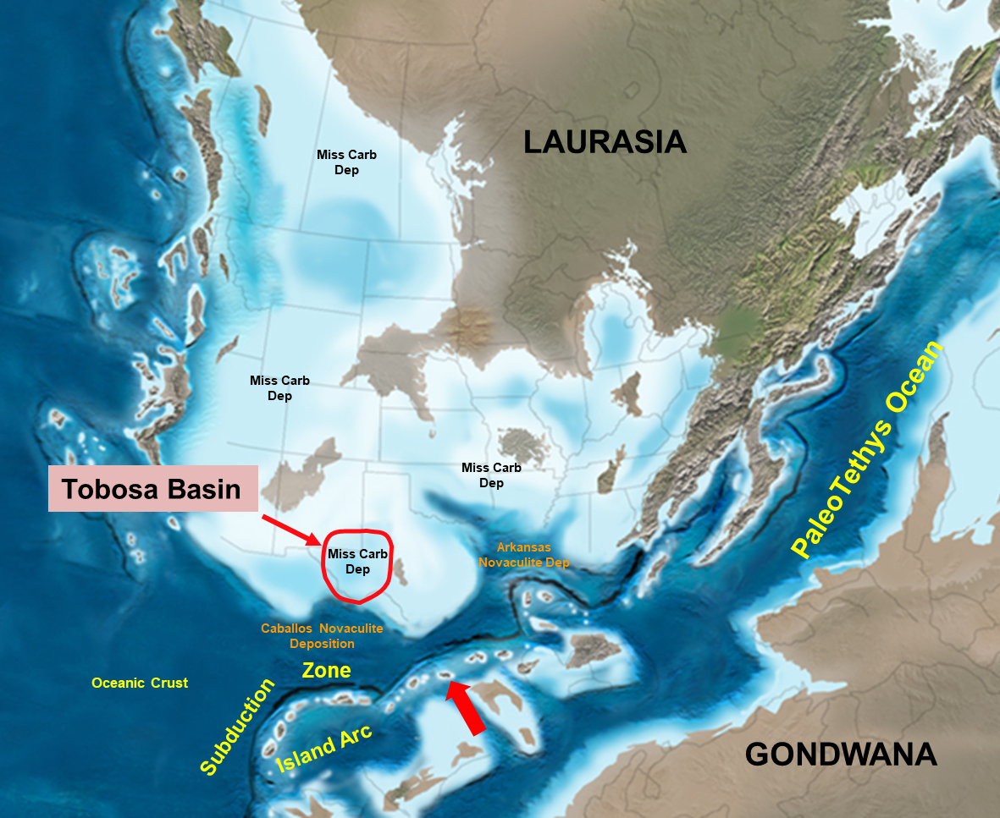 LAURASIA
Miss Carb
Dep
Miss Carb
Dep
Miss Carb
Dep
Tobosa Basin
Miss Carb
Dep
Arkansas
Novaculite Dep
PaleoTethys Ocean
Caballos Novaculite
Deposition
Oceanic Crust
Subduction
Zone
Island Arc
GONDWANA